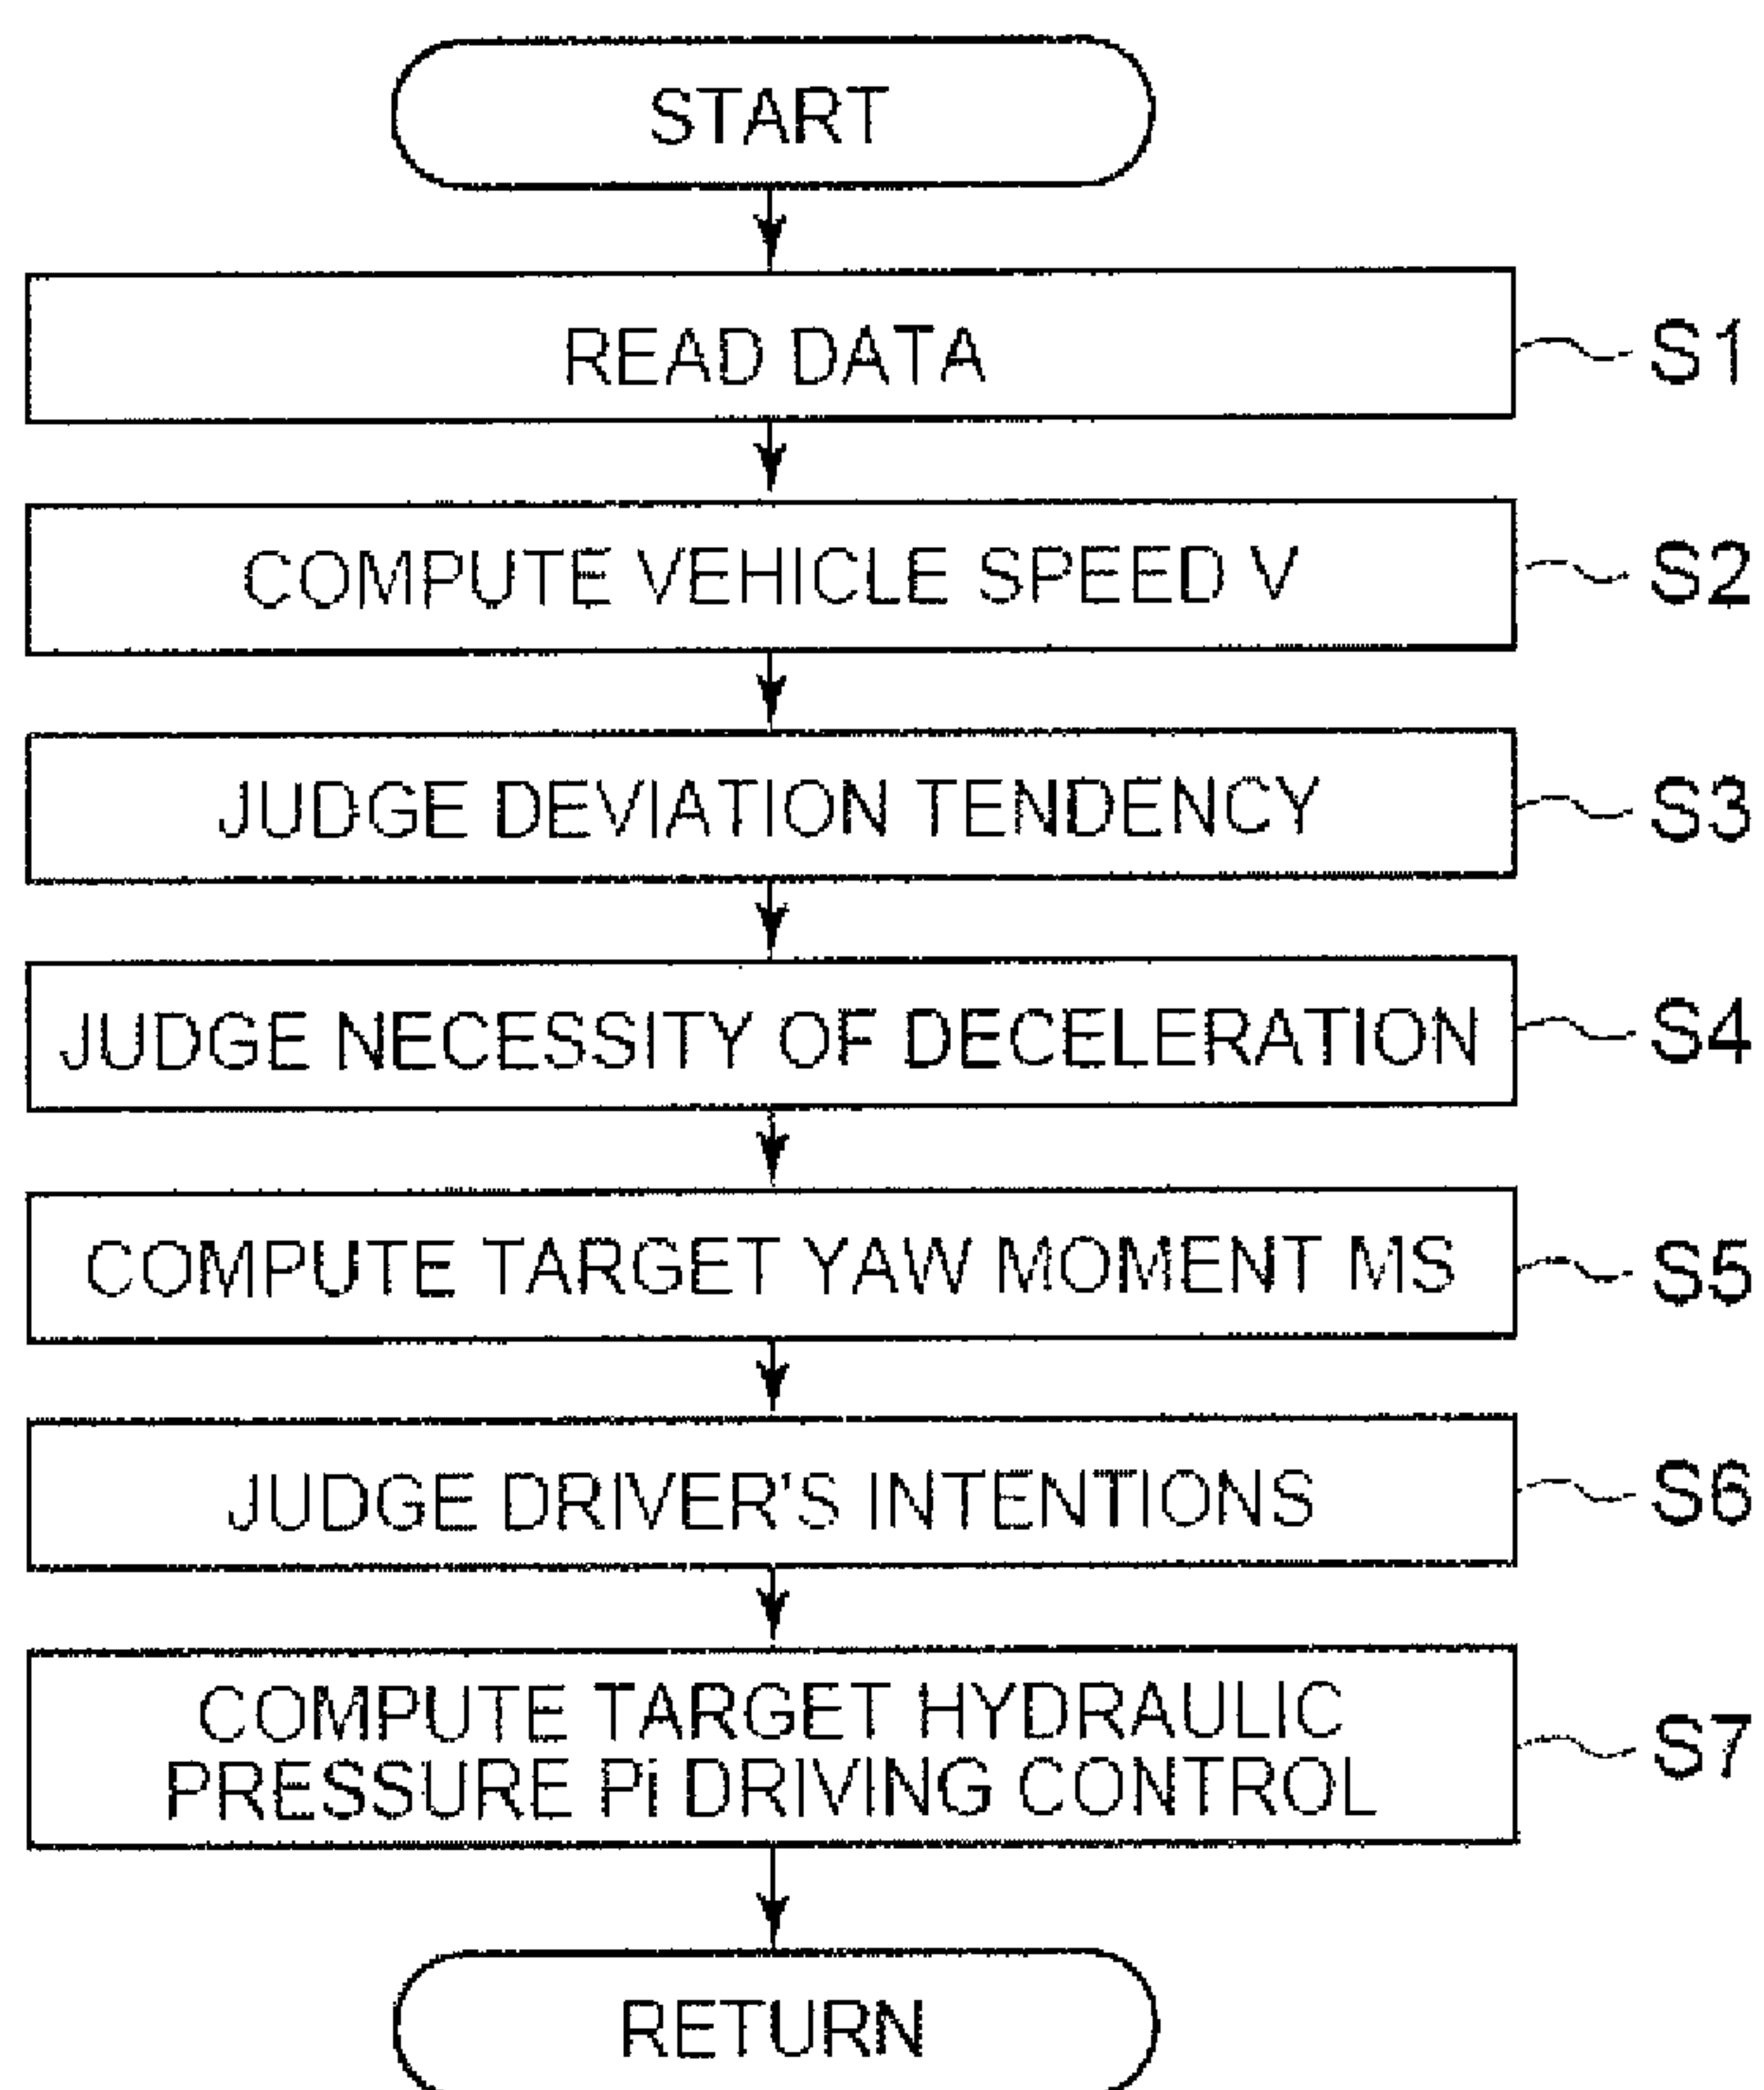 START
READ DATA
S1
COMPUTE VEHICLE SPEED V
S2
JUDGE DEVIATION TENDENCY
S3
JUDGE NECESSITY OF DECELERATION
S4
COMPUTE TARGET YAW MOMENT MS
S5
JUDGE DRIVER'S INTENTIONS
S6
COMPUTE TARGET HYDRAULIC
PRESSURE Pi DRIVING CONTROL
S7
RETURN